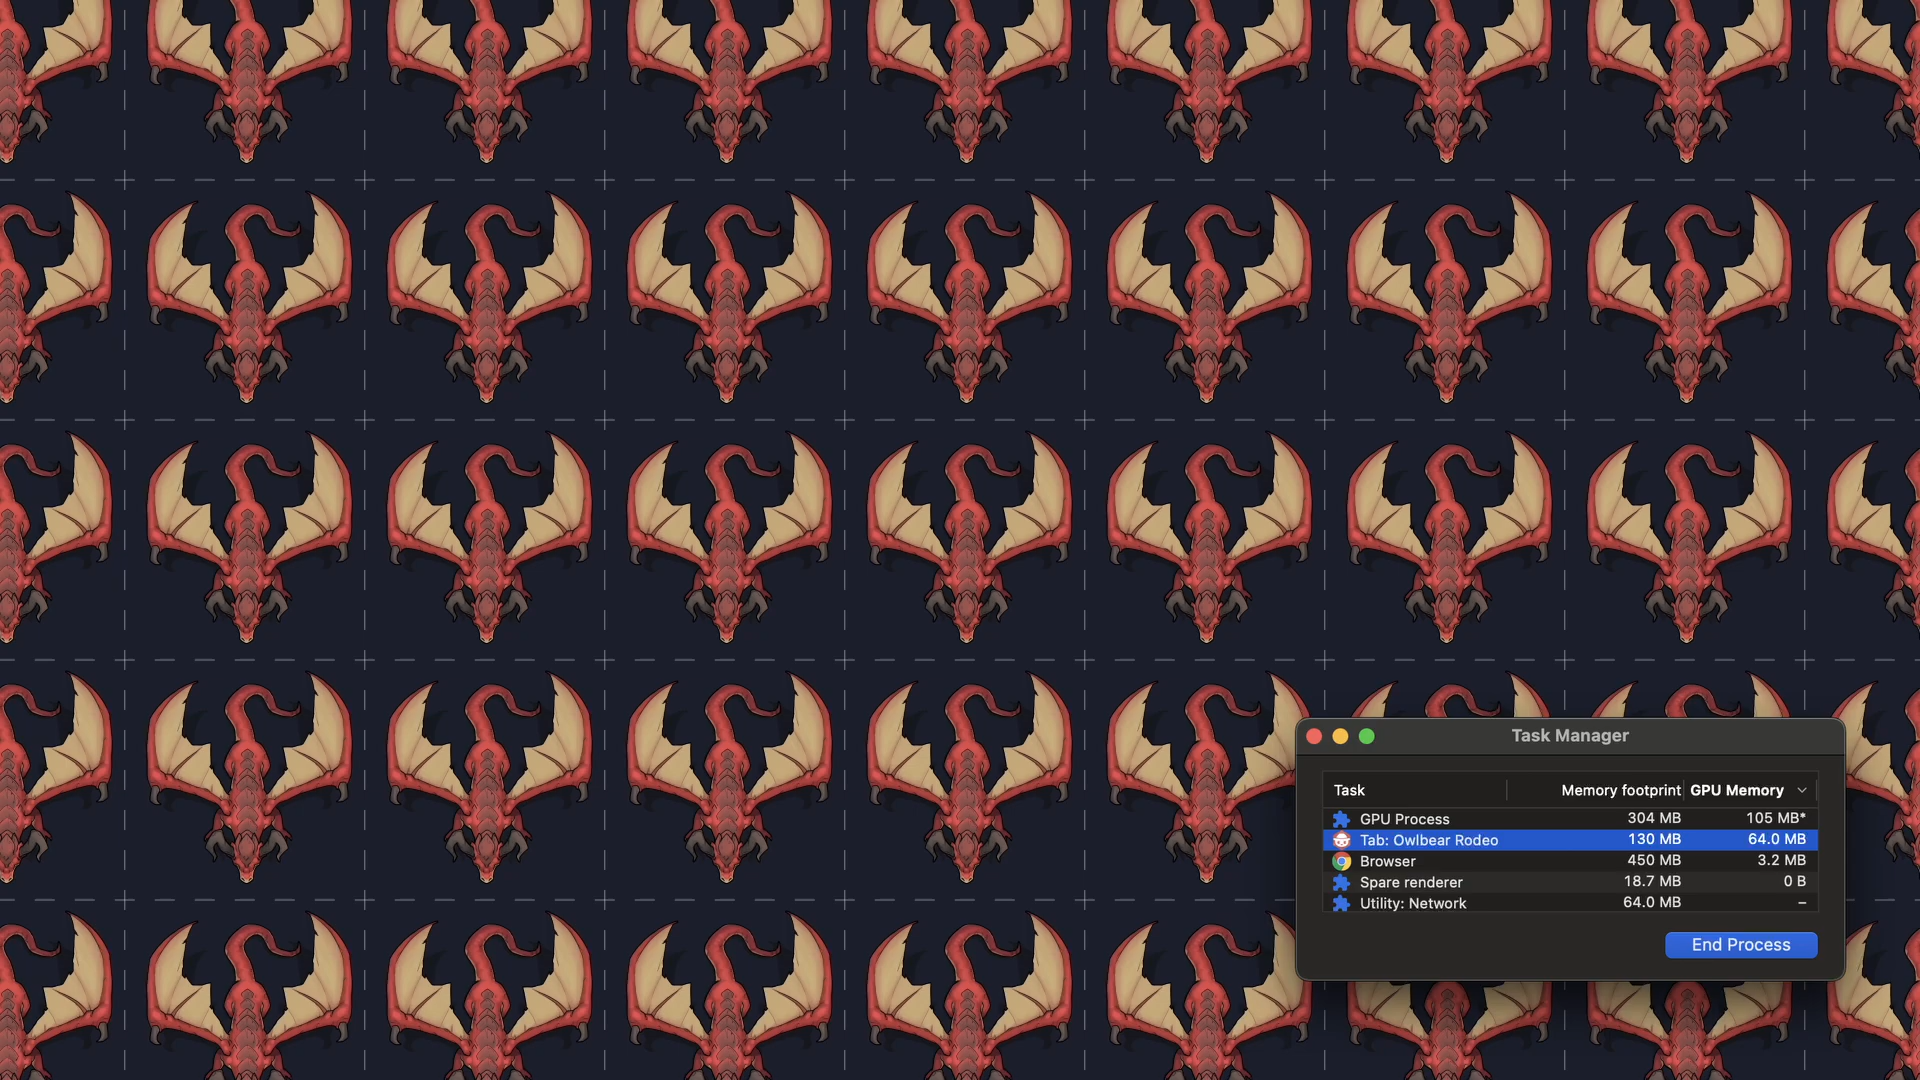 Task Manager
Task Memory footprint GPU Memory
GPU Process 304 MB 105 MB*
Tab: Owlbear Rodeo 130 MB 64.0 MB
Browser 450 MB 3.2 MB
Spare renderer 18.7 MB 0 B
Utility: Network 64.0 MB –
End Process